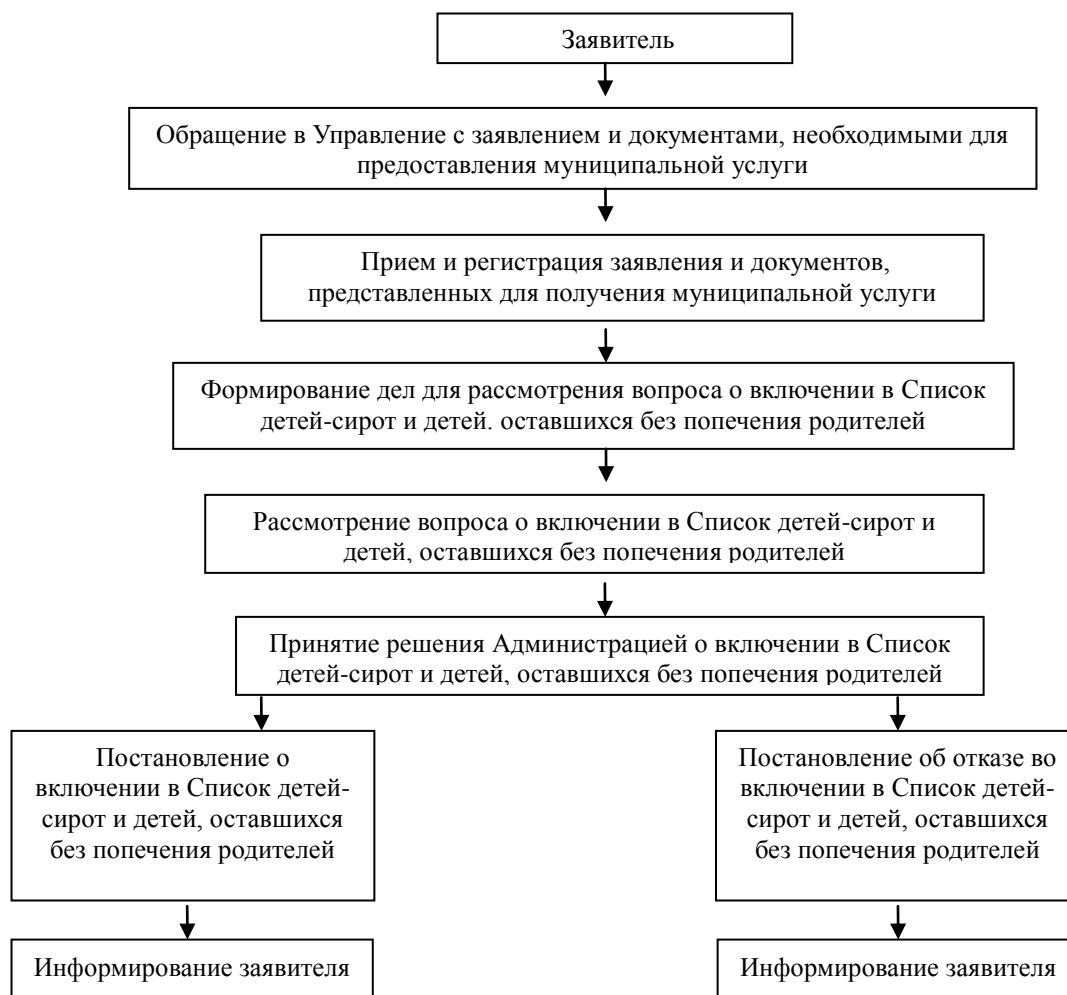 Заявитель
Обращение в Управление с заявлением и документами, необходимыми для
предоставления муниципальной услуги
Прием и регистрация заявления и документов,
представленных для получения муниципальной услуги
Формирование дел для рассмотрения вопроса о включении в Список
детей-сирот и детей. оставшихся без попечения родителей
Рассмотрение вопроса о включении в Список детей-сирот и
детей, оставшихся без попечения родителей
Принятие решения Администрацией о включении в Список
детей-сирот и детей, оставшихся без попечения родителей
Постановление о
включении в Список детей-
сирот и детей, оставшихся
без попечения родителей
Постановление об отказе во
включении в Список детей-
сирот и детей, оставшихся
без попечения родителей
Информирование заявителя
Информирование заявителя